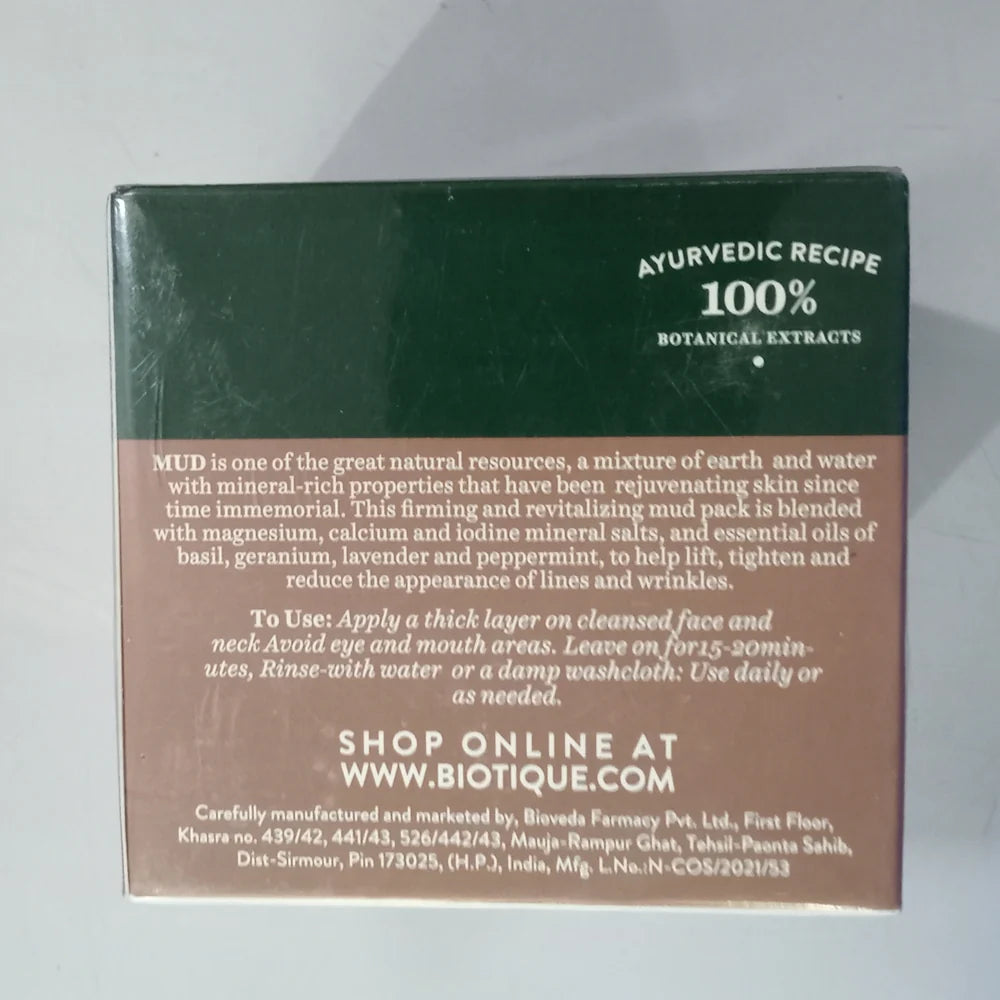 AYURVEDIC RECIPE
100%
BOTANICAL EXTRACTS
MUD is one of the great natural resources, a mixture of earth and water
with mineral-rich properties that have been rejuvenating skin since
time immemorial. This firming and revitalizing mud pack is blended
with magnesium, calcium and iodine mineral salts, and essential oils of
basil, geranium, lavender and peppermint, to help lift, tighten and
reduce the appearance of lines and wrinkles.
To Use: Apply a thick layer on cleansed face and
neck Avoid eye and mouth areas. Leave on for 15-20min-
utes, Rinse-with water or a damp washcloth: Use daily or
as needed.
SHOP ONLINE AT
WWW.BIOTIQUE.COM
Carefully manufactured and marketed by, Bioveda Farmacy Pvt. Ltd., First Floor,
Khasra no. 439/42, 441/43, 526/442/43, Mauja-Rampur Ghat, Tehsil-Paonta Sahib,
Dist-Sirmour, Pin 173025, (H.P.), India, Mfg. L.No.:N-COS/2021/53